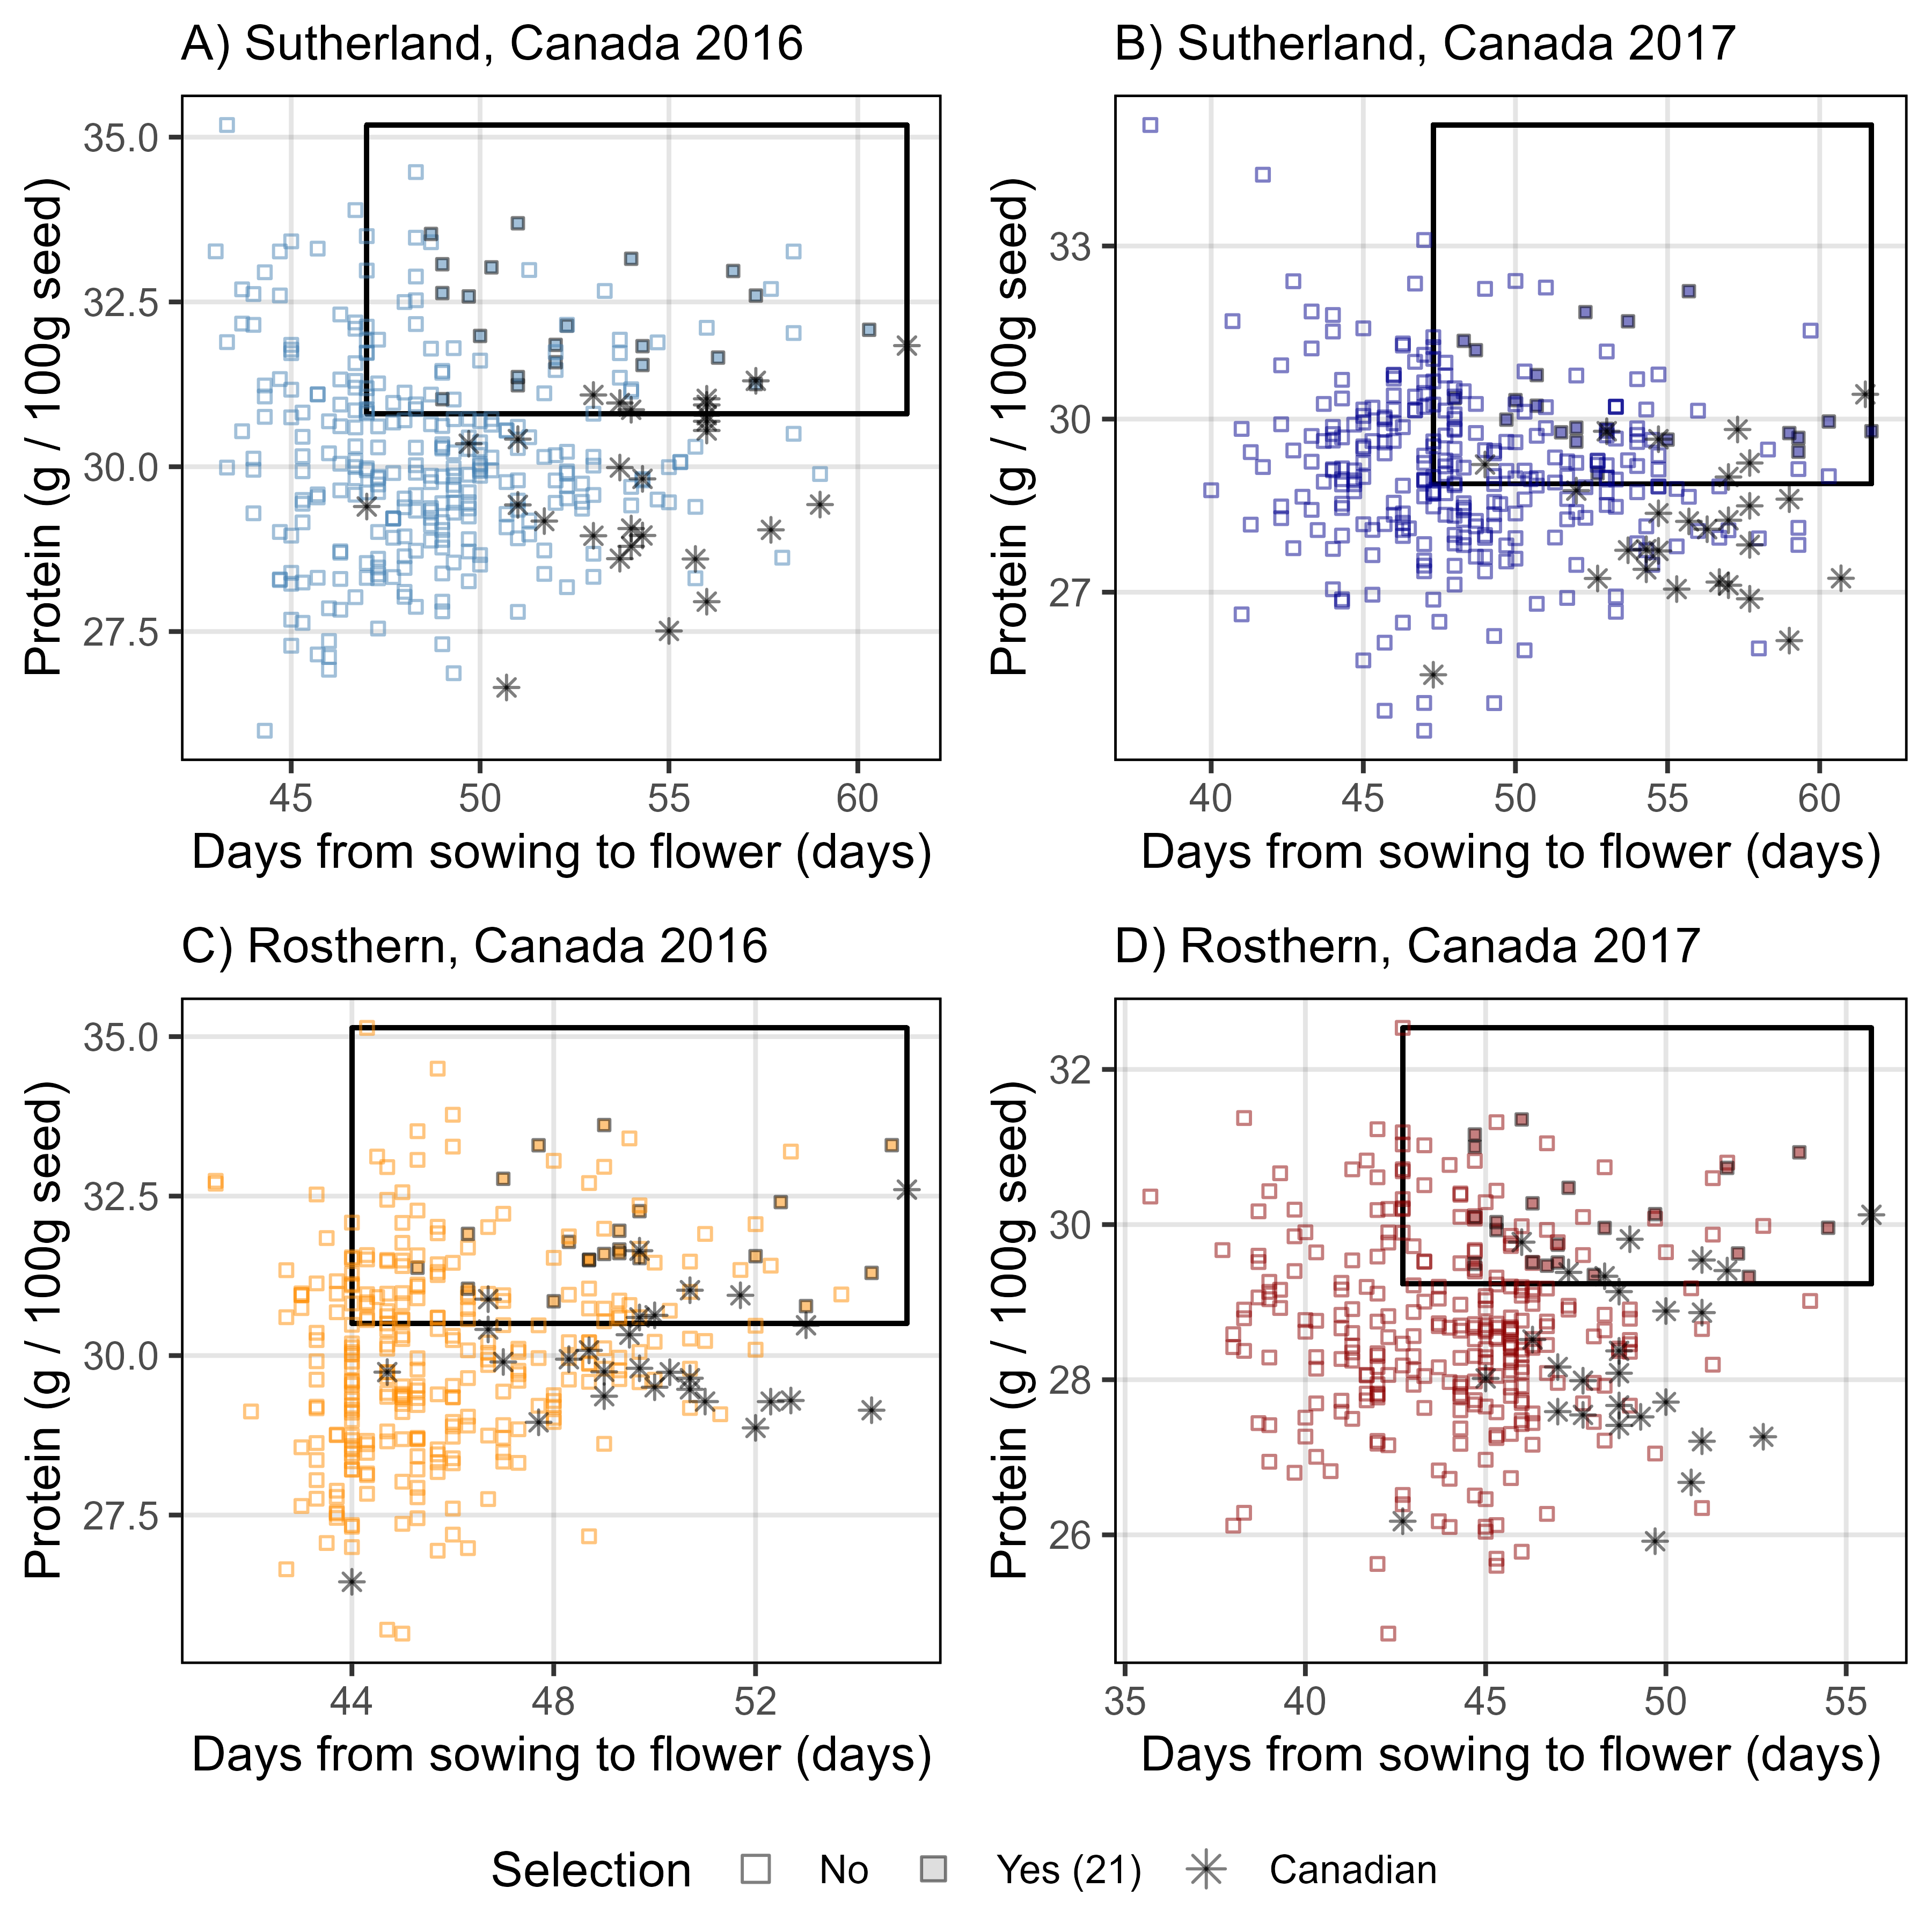 A) Sutherland, Canada 2016
Protein (g / 100g seed)
35.0
32.5
30.0
27.5
45 50 55 60
Days from sowing to flower (days)
B) Sutherland, Canada 2017
Protein (g / 100g seed)
33
30
27
40 45 50 55 60
Days from sowing to flower (days)
C) Rosthern, Canada 2016
Protein (g / 100g seed)
35.0
32.5
30.0
27.5
44 48 52
Days from sowing to flower (days)
D) Rosthern, Canada 2017
Protein (g / 100g seed)
32
30
28
26
35 40 45 50 55
Days from sowing to flower (days)
Selection No Yes (21) Canadian